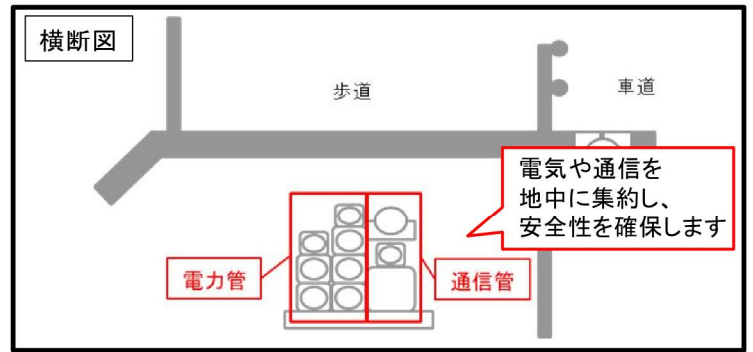 横断図
歩道
車道
電気や通信を
地中に集約し、
安全性を確保します
電力管
通信管